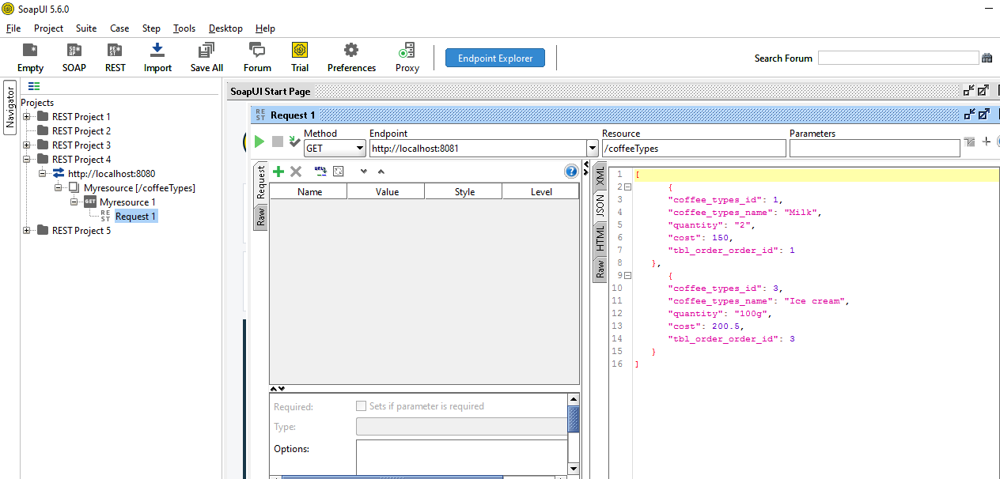 SoapUI 5.6.0
File Project Suite Case Step Tools Desktop Help
Empty SOAP REST Import Save All Forum Trial Preferences Proxy Endpoint Explorer Search Forum
Navigator
Projects
REST Project 1
REST Project 2
REST Project 3
REST Project 4
http://localhost:8080
Myresource [/coffeeTypes]
GET Myresource 1
RE ST Request 1
REST Project 5
SoapUI Start Page
RE ST Request 1
Method Endpoint Resource Parameters
GET http://localhost:8081 /coffeeTypes
Request
Raw
Name Value Style Level
Required: Sets if parameter is required
Type:
Options:
XML
JSON
HTML
Raw
1 [
2 {
3 "coffee_types_id": 1,
4 "coffee_types_name": "Milk",
5 "quantity": "2",
6 "cost": 150,
7 "tbl_order_order_id": 1
8 },
9 {
10 "coffee_types_id": 3,
11 "coffee_types_name": "Ice cream",
12 "quantity": "100g",
13 "cost": 200.5,
14 "tbl_order_order_id": 3
15 }
16 ]